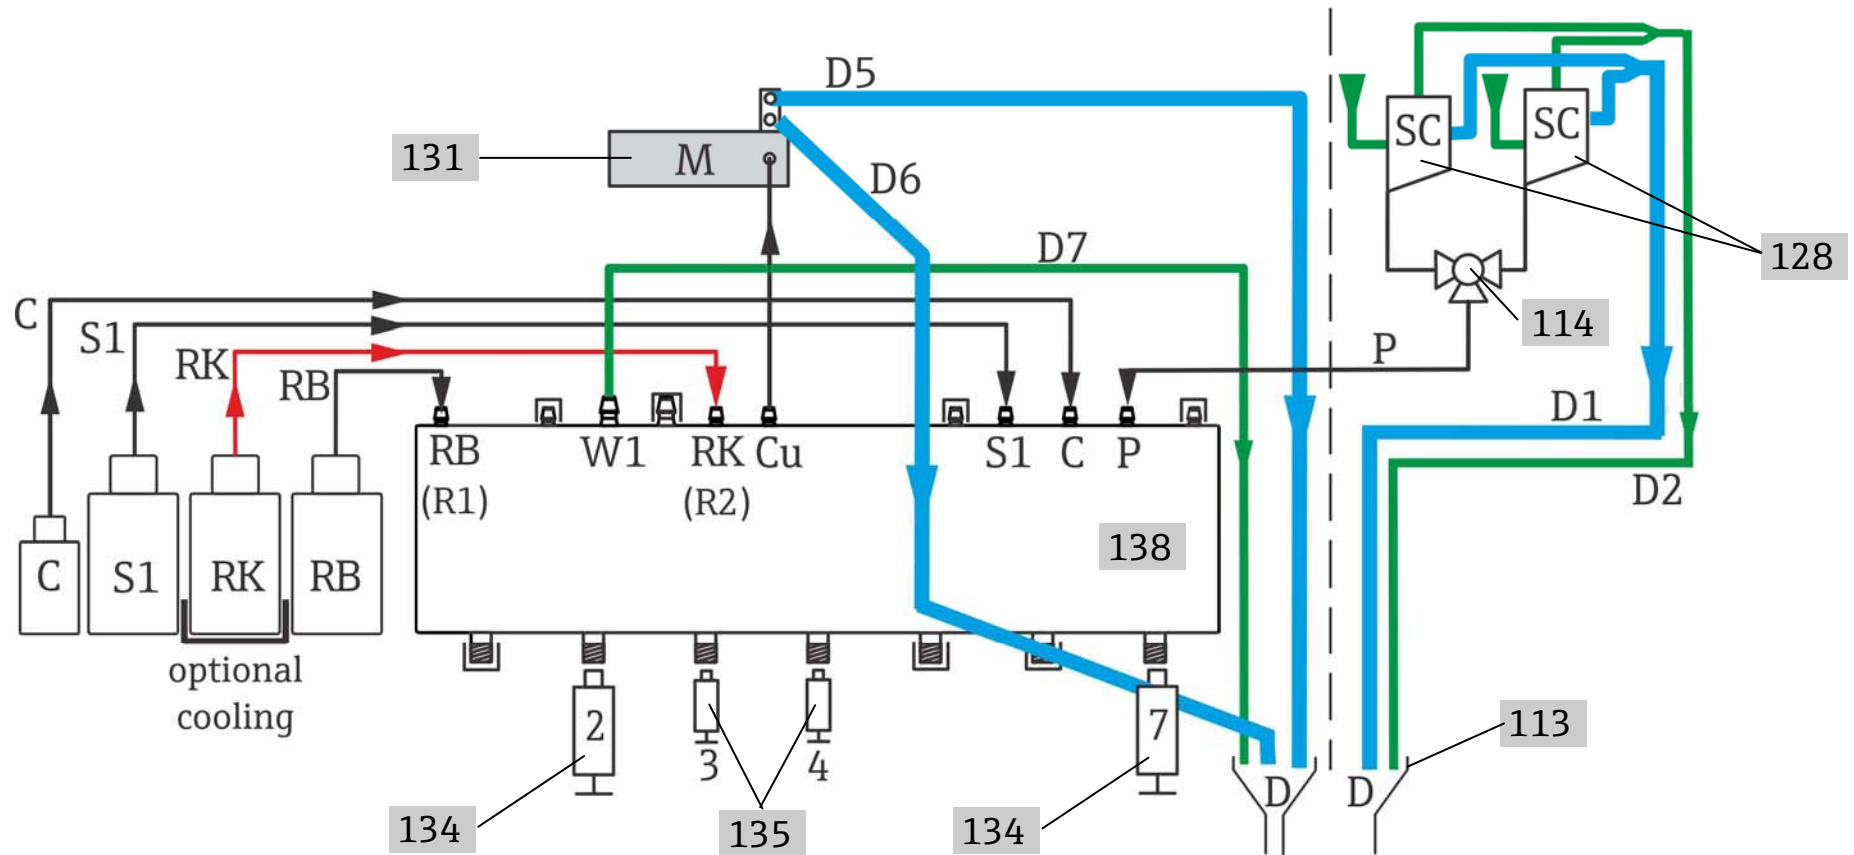 D5
SC
SC
131
M
D6
D7
128
C
S1
RK
RB
114
P
D1
RB
W1
RK
Cu
S1
C
P
(R1)
(R2)
D2
138
C
S1
RK
RB
optional
cooling
2
3
4
7
113
D
D
134
135
134